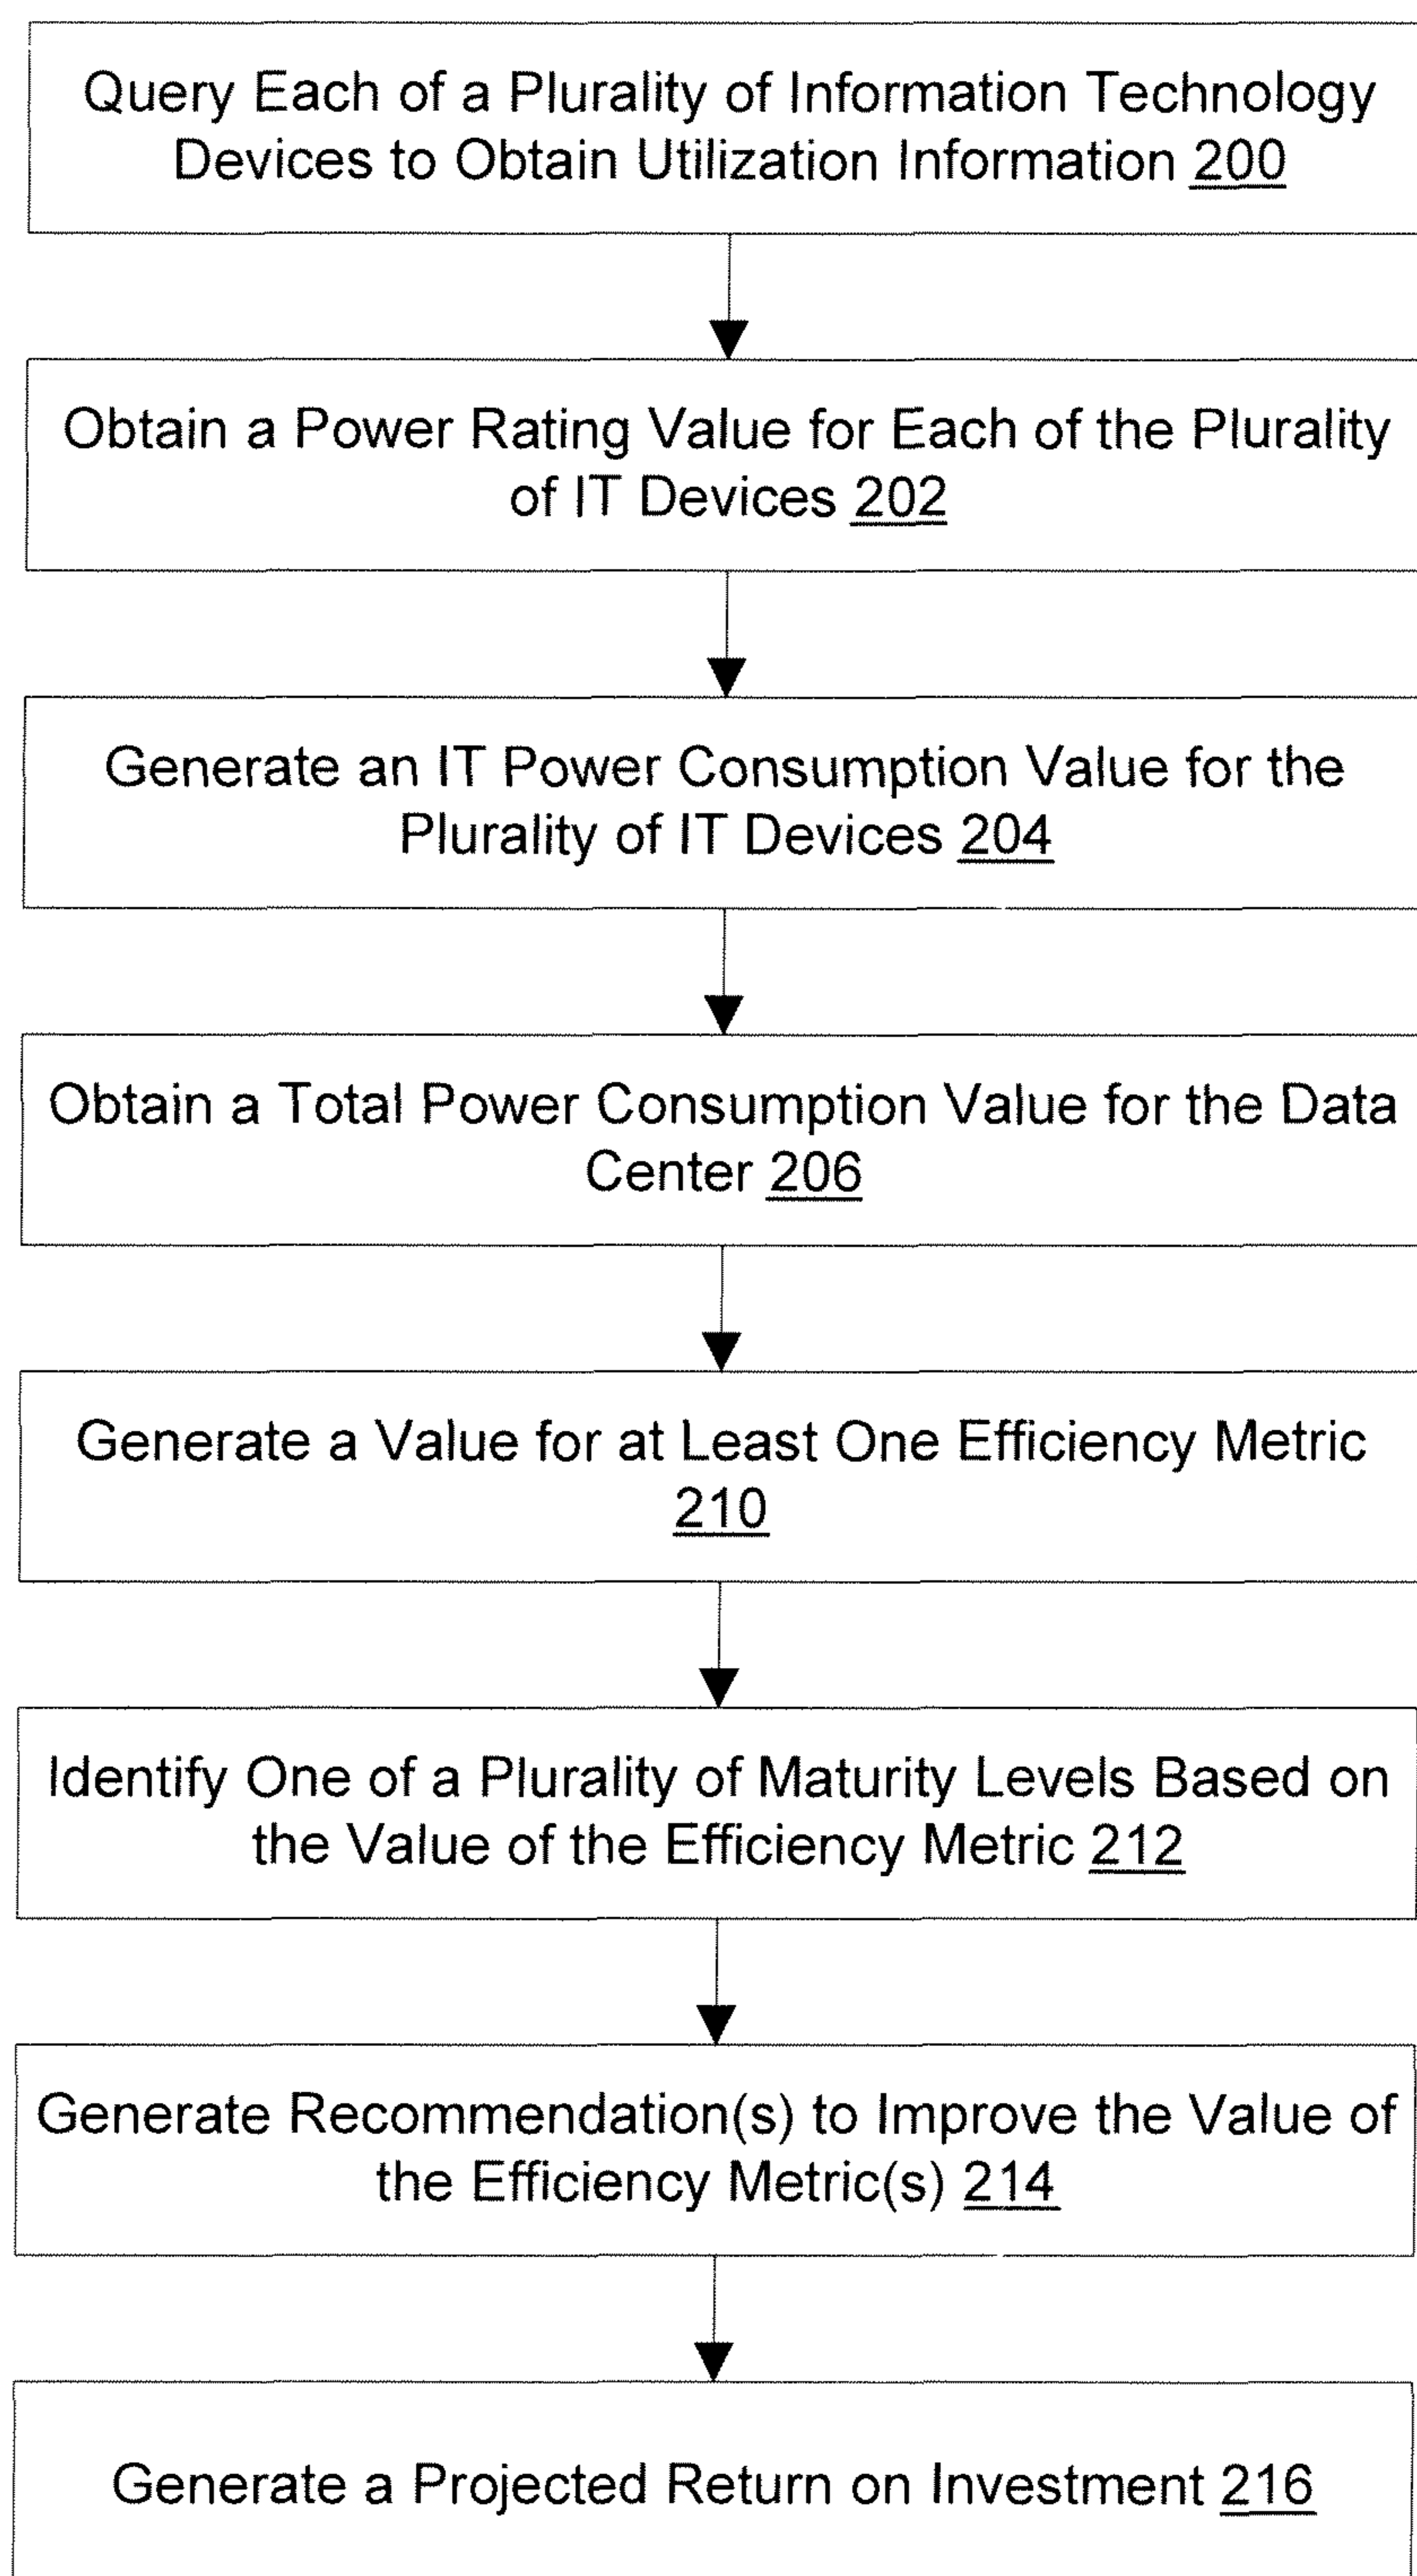 Query Each of a Plurality of Information Technology
Devices to Obtain Utilization Information 200
Obtain a Power Rating Value for Each of the Plurality
of IT Devices 202
Generate an IT Power Consumption Value for the
Plurality of IT Devices 204
Obtain a Total Power Consumption Value for the Data
Center 206
Generate a Value for at Least One Efficiency Metric
210
Identify One of a Plurality of Maturity Levels Based on
the Value of the Efficiency Metric 212
Generate Recommendation(s) to Improve the Value of
the Efficiency Metric(s) 214
Generate a Projected Return on Investment 216